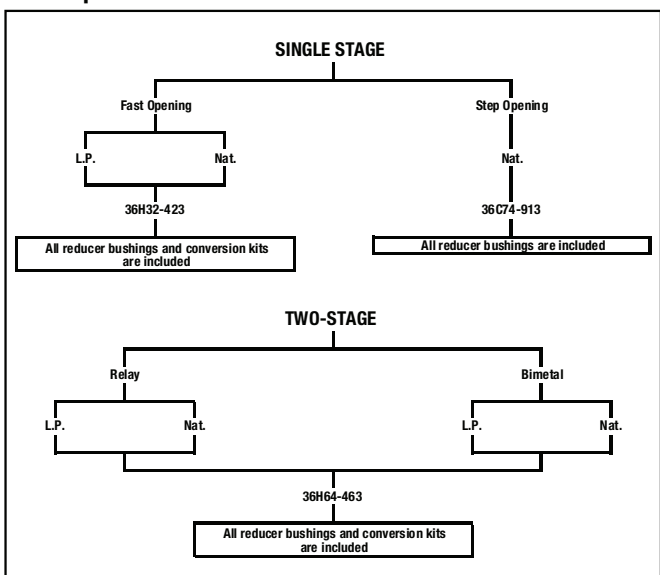 SINGLE STAGE
Fast Opening
Step Opening
L.P.
Nat.
Nat.
36H32-423
36C74-913
All reducer bushings and conversion kits
are included
All reducer bushings are included
TWO-STAGE
Relay
Bimetal
L.P.
Nat.
L.P.
Nat.
36H64-463
All reducer bushings and conversion kits
are included